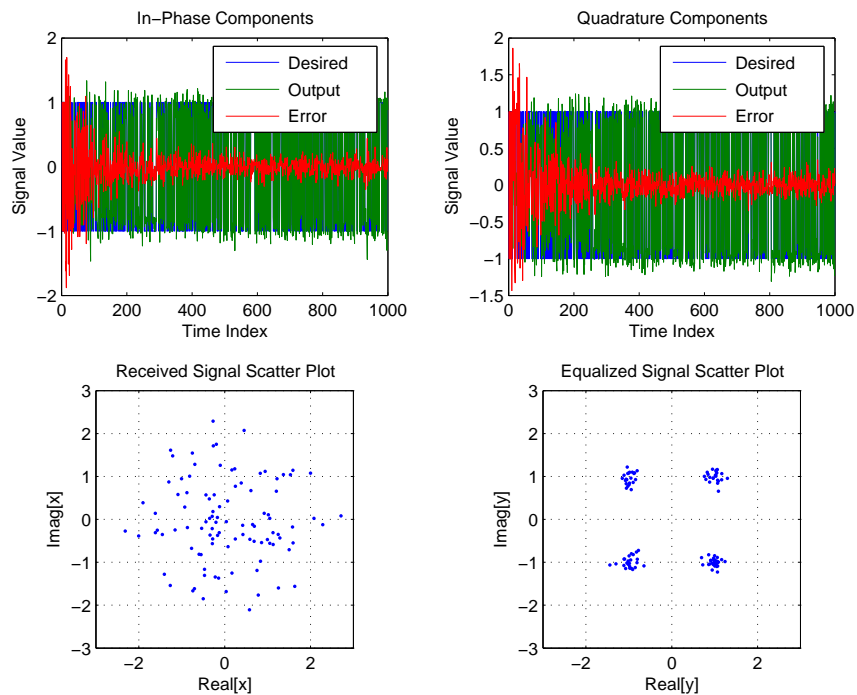 In−Phase Components
2
1
0
−1
−2
0
200
400
600
800
1000
Signal Value
Time Index
Desired
Output
Error
Quadrature Components
2
1.5
1
0.5
0
−0.5
−1
−1.5
0
200
400
600
800
1000
Signal Value
Time Index
Desired
Output
Error
Received Signal Scatter Plot
3
2
1
0
−1
−2
−3
−2
0
2
Imag[x]
Real[x]
Equalized Signal Scatter Plot
3
2
1
0
−1
−2
−3
−2
0
2
Imag[y]
Real[y]